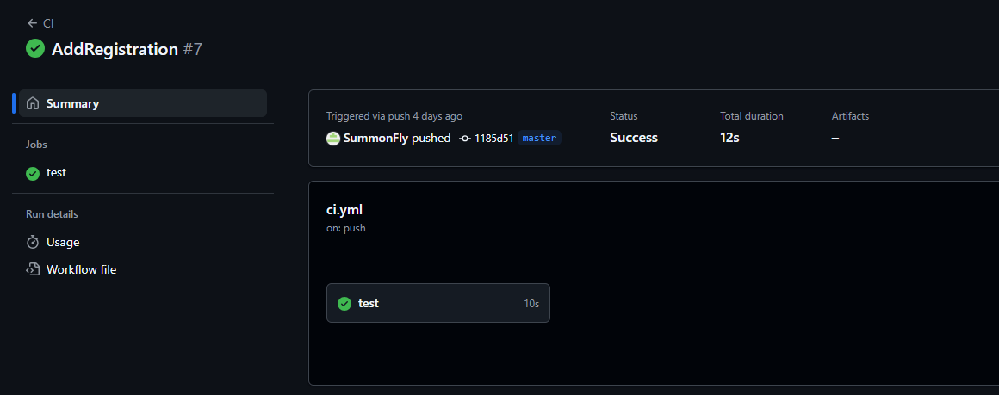 CI
AddRegistration #7
Summary
Jobs
test
Run details
Usage
Workflow file
Triggered via push 4 days ago
SummonFly pushed 1185d51 master
Status
Success
Total duration
12s
Artifacts
–
ci.yml
on: push
test 10s